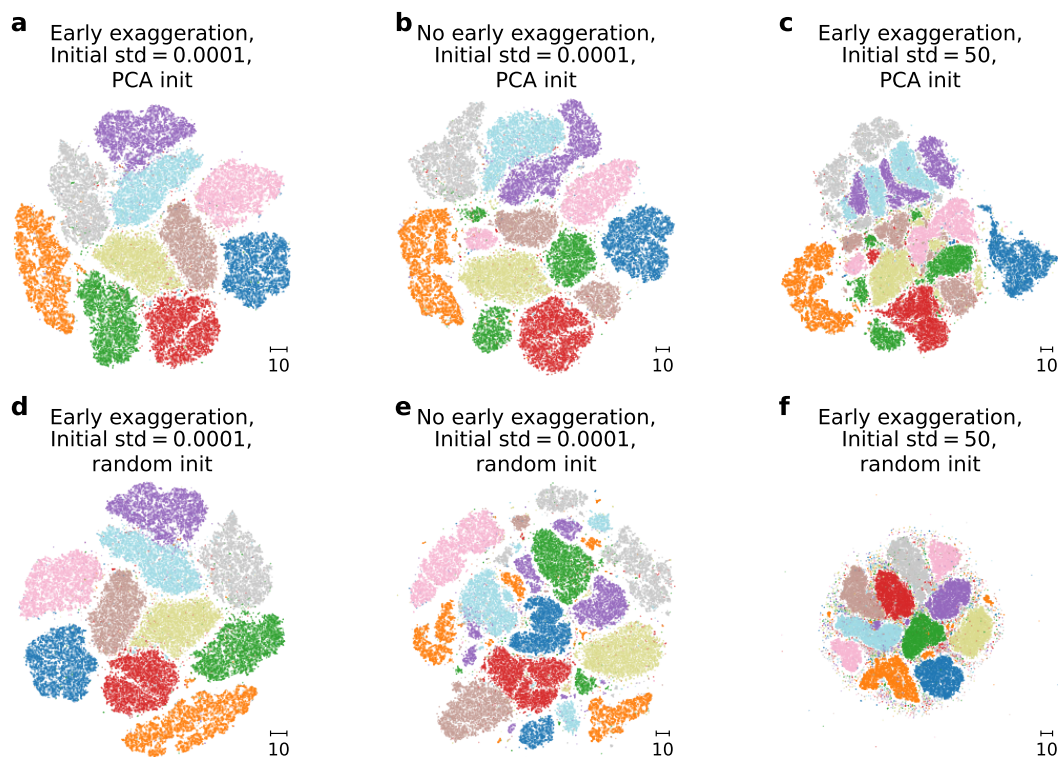 a
Early exaggeration,
Initial std = 0.0001,
PCA init
10
b
No early exaggeration,
Initial std = 0.0001,
PCA init
10
c
Early exaggeration,
Initial std = 50,
PCA init
10
d
Early exaggeration,
Initial std = 0.0001,
random init
10
e
No early exaggeration,
Initial std = 0.0001,
random init
10
f
Early exaggeration,
Initial std = 50,
random init
10